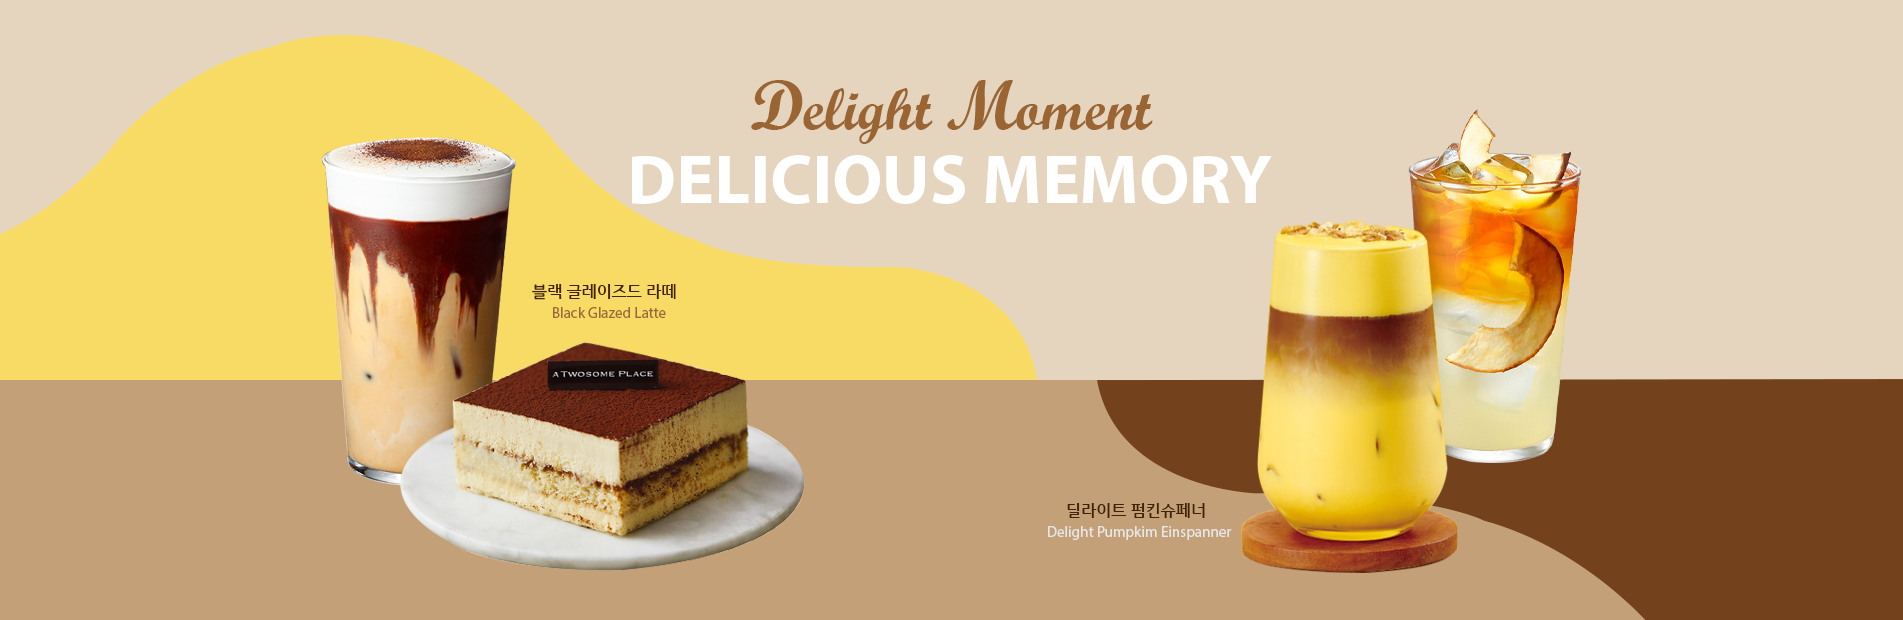 Delight Moment
DELICIOUS MEMORY
블랙 글레이즈드 라떼
Black Glazed Latte
A TWOSOME PLACE
딜라이트 펌킨슈페너
Delight Pumpkim Einspanner